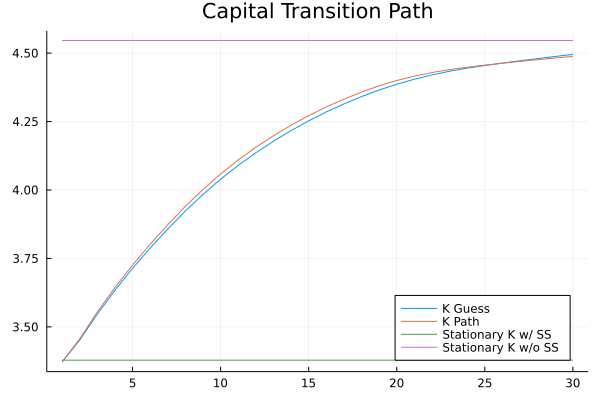 Capital Transition Path
4.50
4.25
4.00
3.75
3.50
K Guess
K Path
Stationary K w/ SS
Stationary K w/o SS
5 10 15 20 25 30